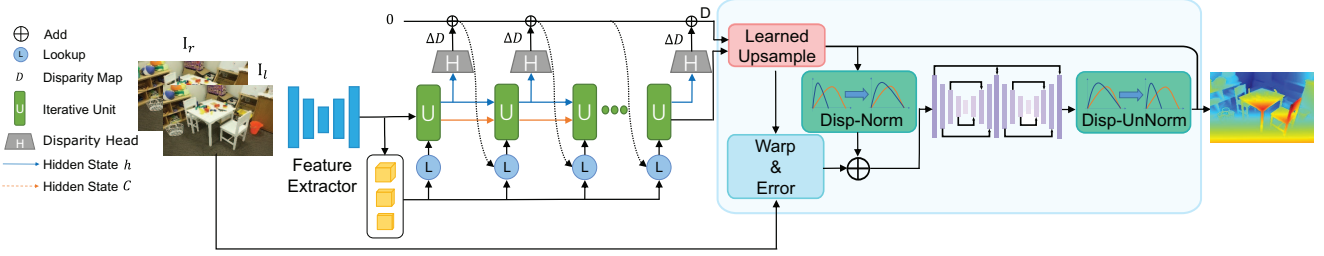 Add
Lookup
D Disparity Map
U Iterative Unit
H Disparity Head
Hidden State h
Hidden State C
I_r
I_l
Feature
Extractor
0
D
ΔD
ΔD
ΔD
H
H
H
U
U
U
U
L
L
L
L
L
Learned
Upsample
Disp-Norm
Warp
&
Error
Disp-UnNorm